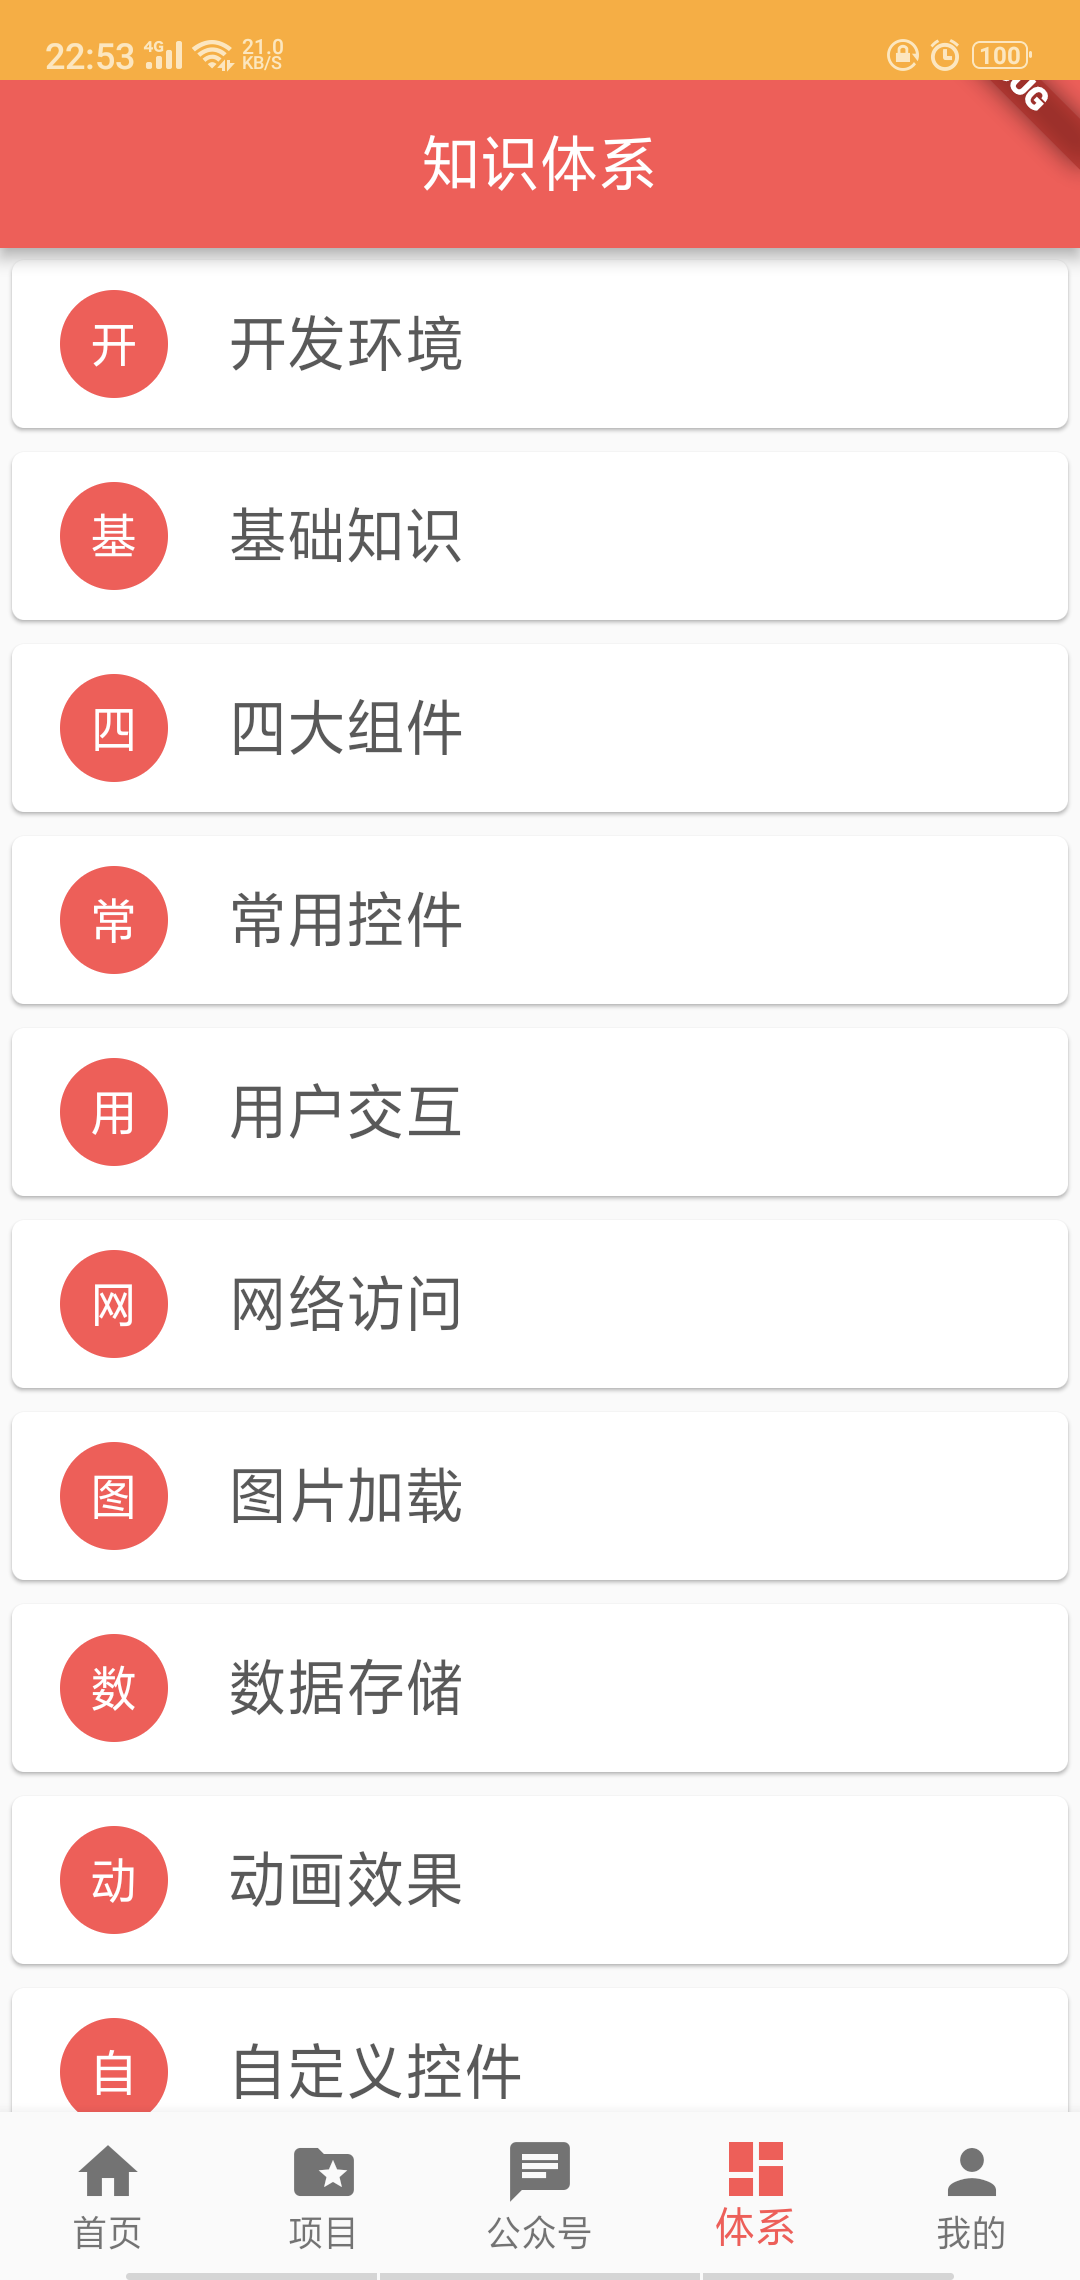 22:53 4G 21.0 KB/S 100
知识体系
开 开发环境
基 基础知识
四 四大组件
常 常用控件
用 用户交互
网 网络访问
图 图片加载
数 数据存储
动 动画效果
自 自定义控件
首页 项目 公众号 体系 我的